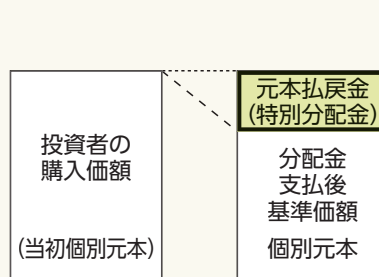 投資者の
購入価額
(当初個別元本)
元本払戻金
(特別分配金)
分配金
支払後
基準価額
個別元本